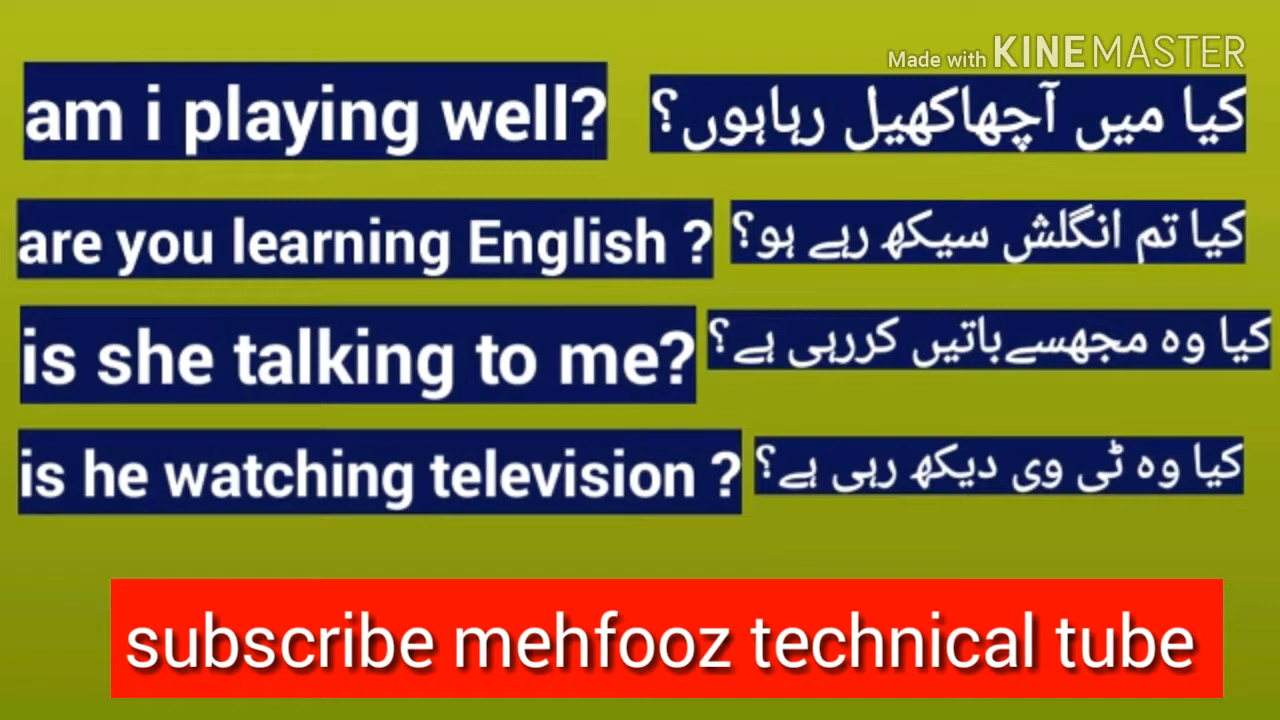 Made with KINEMASTER
am i playing well?
کیا میں آچھاکھیل رہاہوں؟
are you learning English ?
کیا تم انگلش سیکھ رہے ہو؟
is she talking to me?
کیا وہ مجھسےباتیں کررہی ہے؟
is he watching television ?
کیا وہ ٹی وی دیکھ رہی ہے؟
subscribe mehfooz technical tube